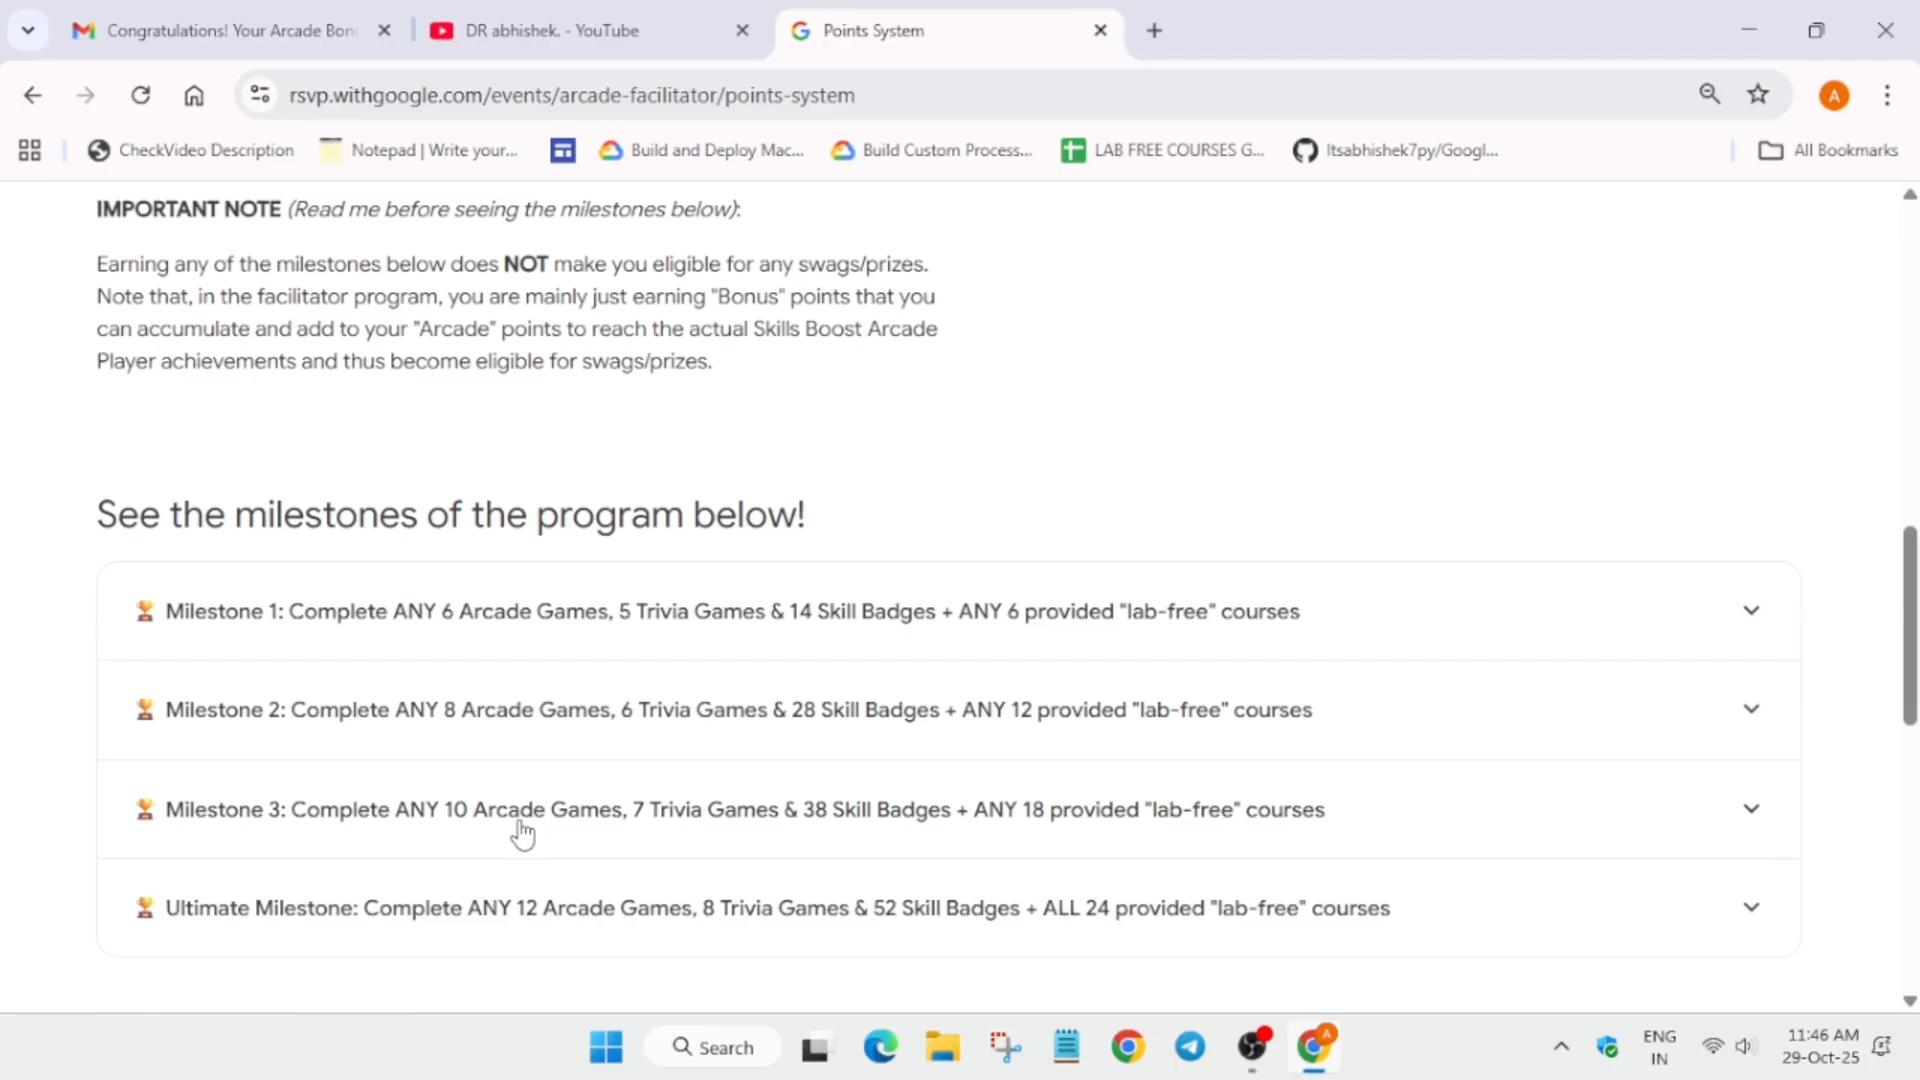 Congratulations! Your Arcade Bon
DR abhishek. - YouTube
Points System
rsvp.withgoogle.com/events/arcade-facilitator/points-system
A
CheckVideo Description
Notepad | Write your...
Build and Deploy Mac...
Build Custom Process...
LAB FREE COURSES G...
Itsabhishek7py/Googl...
All Bookmarks
IMPORTANT NOTE (Read me before seeing the milestones below):
Earning any of the milestones below does NOT make you eligible for any swags/prizes.
Note that, in the facilitator program, you are mainly just earning "Bonus" points that you
can accumulate and add to your "Arcade" points to reach the actual Skills Boost Arcade
Player achievements and thus become eligible for swags/prizes.
See the milestones of the program below!
Milestone 1: Complete ANY 6 Arcade Games, 5 Trivia Games & 14 Skill Badges + ANY 6 provided "lab-free" courses
Milestone 2: Complete ANY 8 Arcade Games, 6 Trivia Games & 28 Skill Badges + ANY 12 provided "lab-free" courses
Milestone 3: Complete ANY 10 Arcade Games, 7 Trivia Games & 38 Skill Badges + ANY 18 provided "lab-free" courses
Ultimate Milestone: Complete ANY 12 Arcade Games, 8 Trivia Games & 52 Skill Badges + ALL 24 provided "lab-free" courses
Search
A
ENG
IN
11:46 AM
29-Oct-25